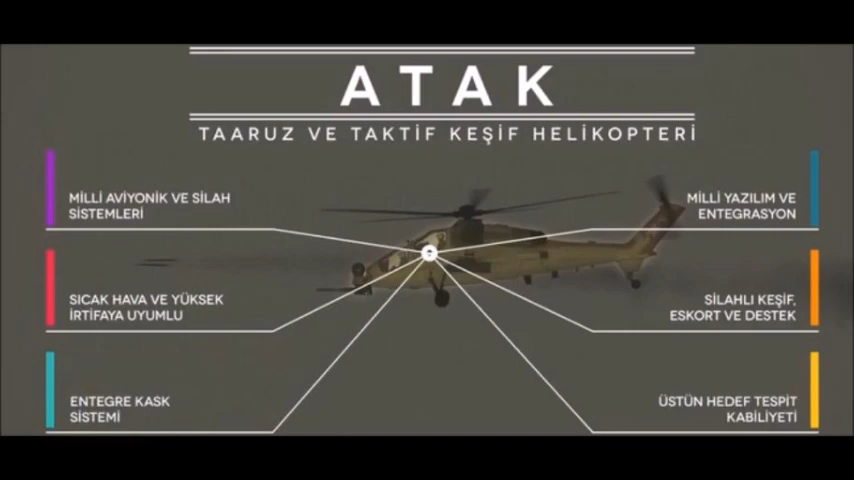 ATAK
TAARUZ VE TAKTİF KEŞİF HELİKOPTERİ
MİLLİ AVİYONİK VE SİLAH
SİSTEMLERİ
SICAK HAVA VE YÜKSEK
İRTİFAYA UYUMLU
ENTEGRE KASK
SİSTEMİ
MİLLİ YAZILIM VE
ENTEGRASYON
SİLAHLI KEŞİF,
ESKORT VE DESTEK
ÜSTÜN HEDEF TESPİT
KABİLİYETİ